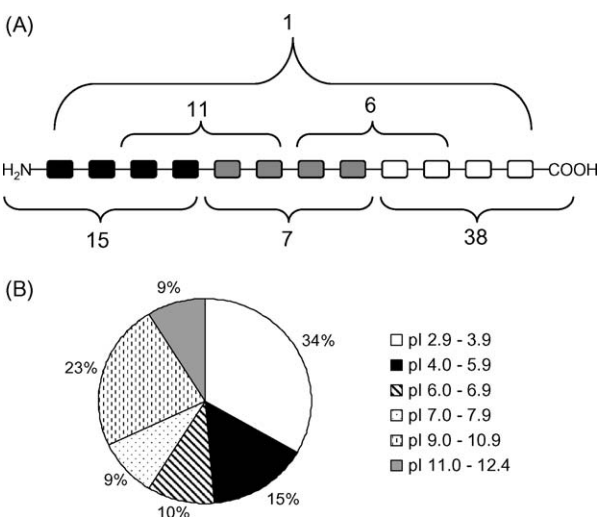 (A)
1
11
6
H₂N
COOH
15
7
38
(B)
9%
34%
23%
9%
10%
15%
pI 2.9 - 3.9
pI 4.0 - 5.9
pI 6.0 - 6.9
pI 7.0 - 7.9
pI 9.0 - 10.9
pI 11.0 - 12.4